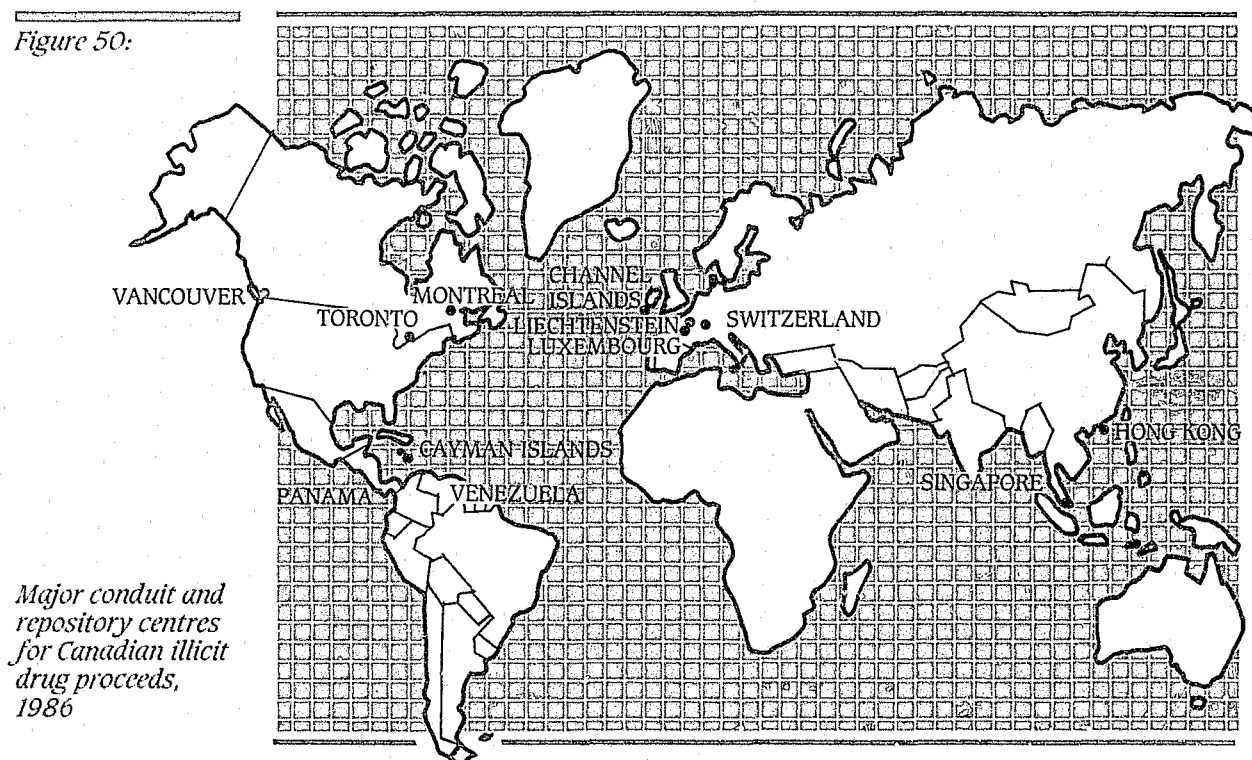 Figure 50:
VANCOUVER
TORONTO
MONTREAL
CHANNEL
ISLANDS
LIECHTENSTEIN
LUXEMBOURG
SWITZERLAND
CAYMAN ISLANDS
PANAMA
VENEZUELA
HONG KONG
SINGAPORE
Major conduit and
repository centres
for Canadian illicit
drug proceeds,
1986